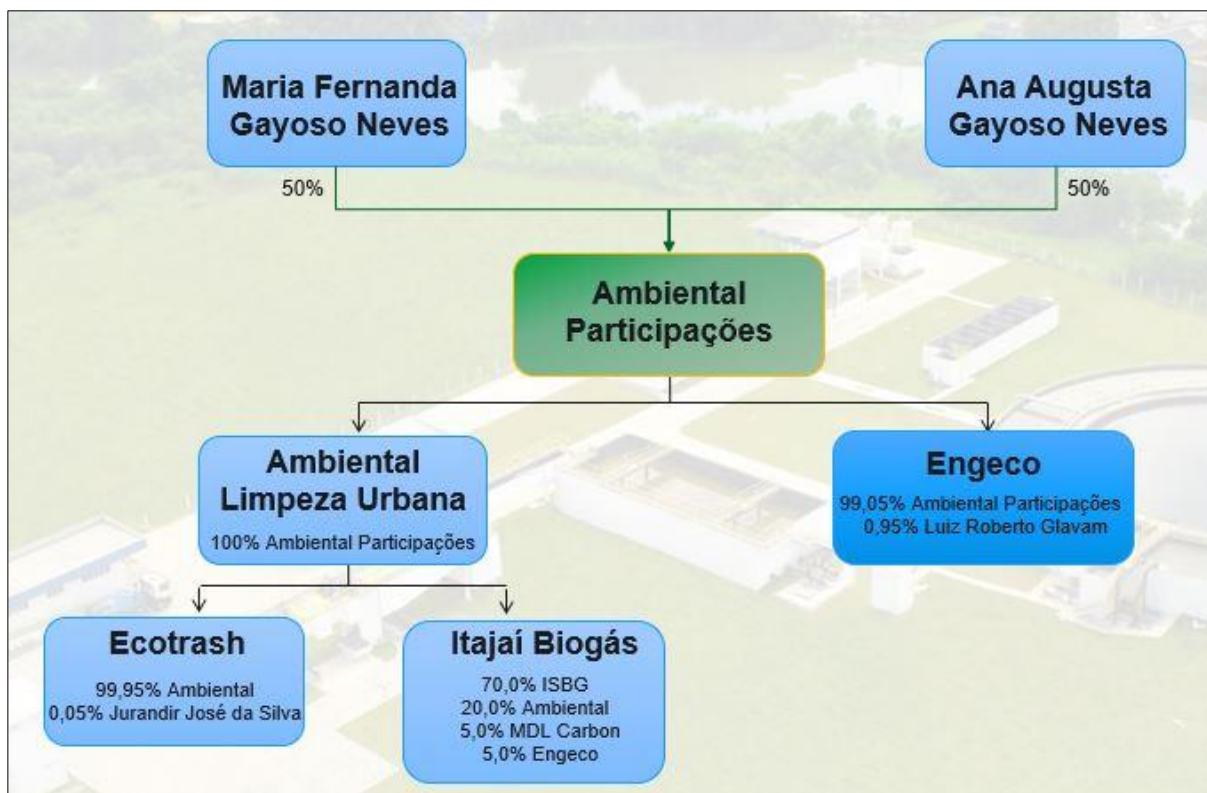 Maria Fernanda
Gayoso Neves
Ana Augusta
Gayoso Neves
50%
50%
Ambiental
Participações
Ambiental
Limpeza Urbana
100% Ambiental Participações
Engeco
99,05% Ambiental Participações
0,95% Luiz Roberto Glavam
Ecotrash
99,95% Ambiental
0,05% Jurandir José da Silva
Itajaí Biogás
70,0% ISBG
20,0% Ambiental
5,0% MDL Carbon
5,0% Engeco